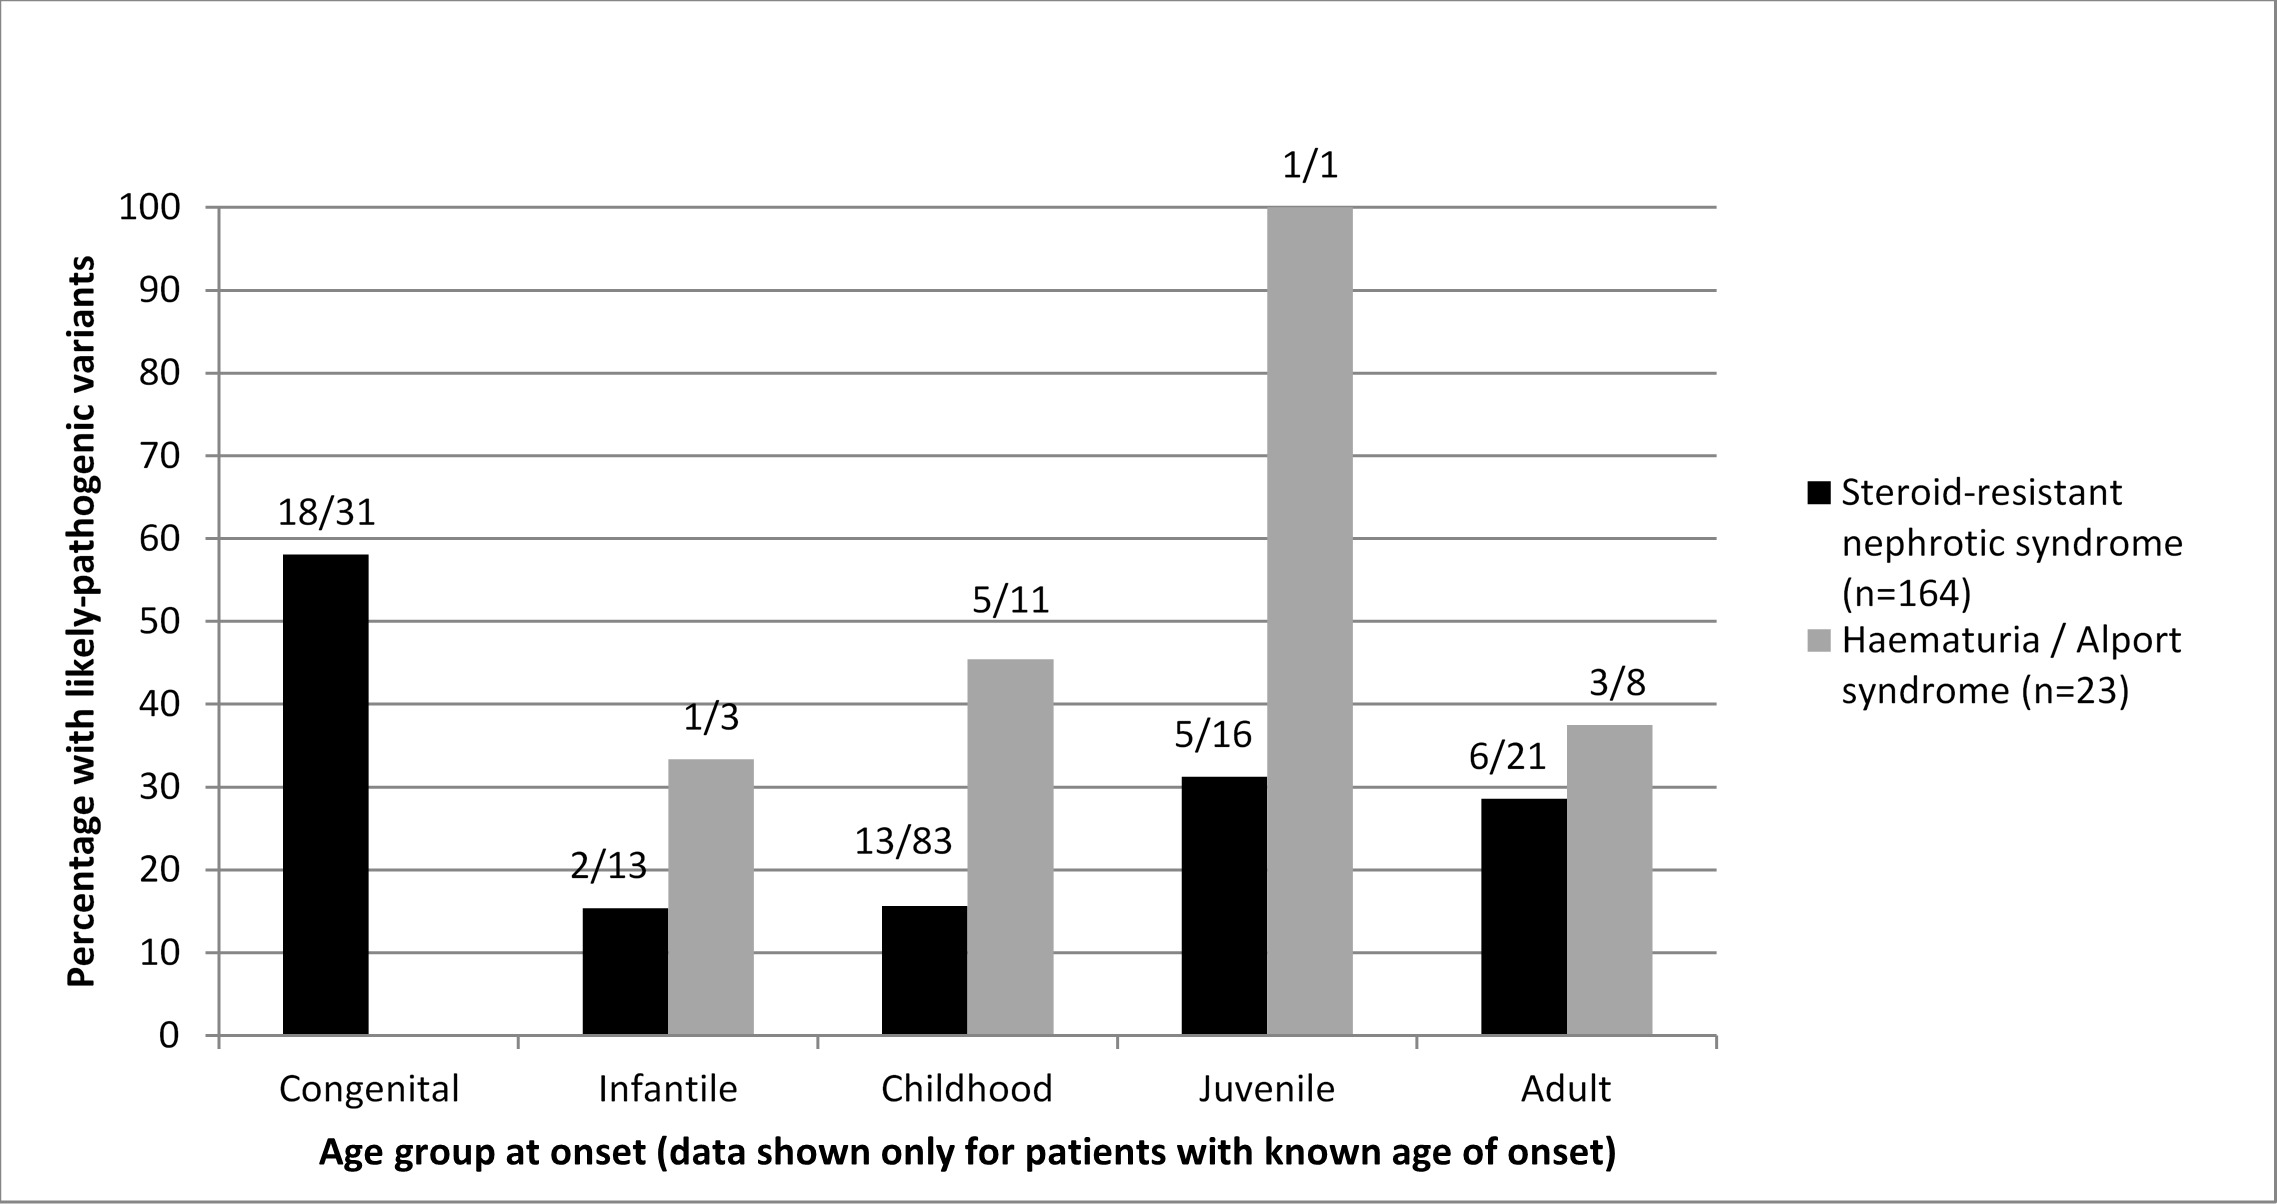 1/1
100
90
80
70
60
50
40
30
20
10
0
Percentage with likely-pathogenic variants
18/31
2/13
1/3
13/83
5/11
5/16
6/21
3/8
Congenital
Infantile
Childhood
Juvenile
Adult
Age group at onset (data shown only for patients with known age of onset)
Steroid-resistant
nephrotic syndrome
(n=164)
Haematuria / Alport
syndrome (n=23)